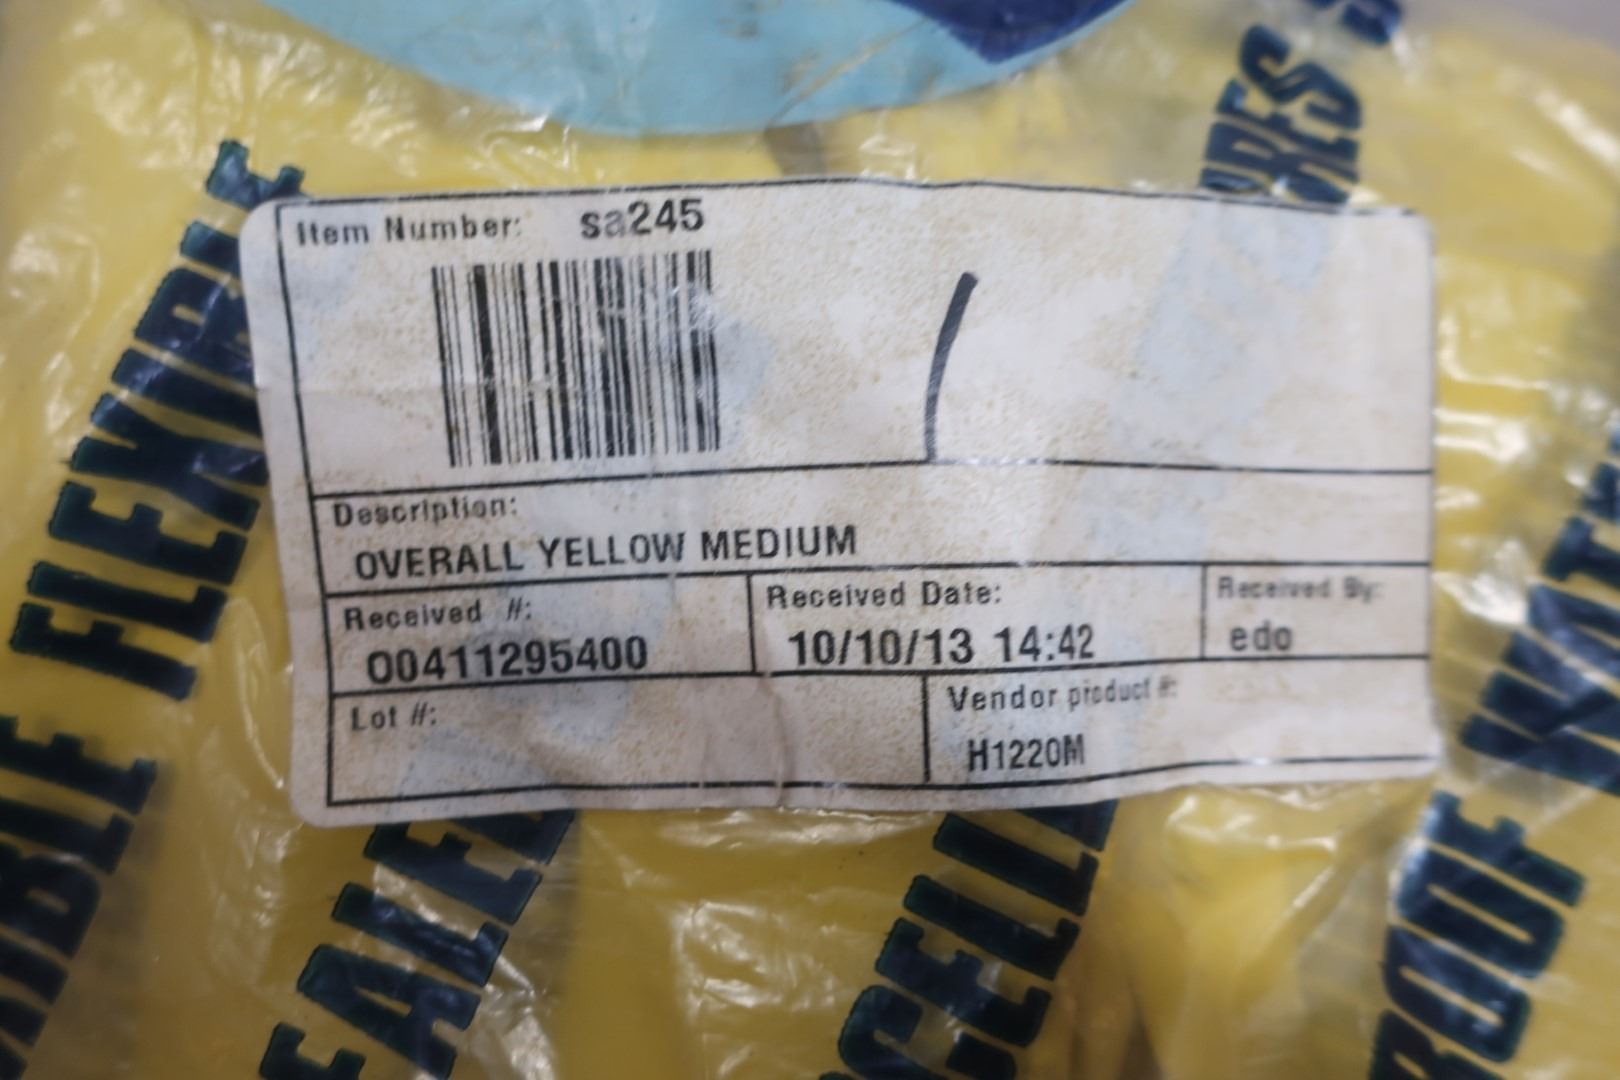 Item Number: sa245
Description:
OVERALL YELLOW MEDIUM
Received #:
00411295400
Received Date:
10/10/13 14:42
Received By:
edo
Lot #:
Vendor product #:
H1220M
FLEXIBLE